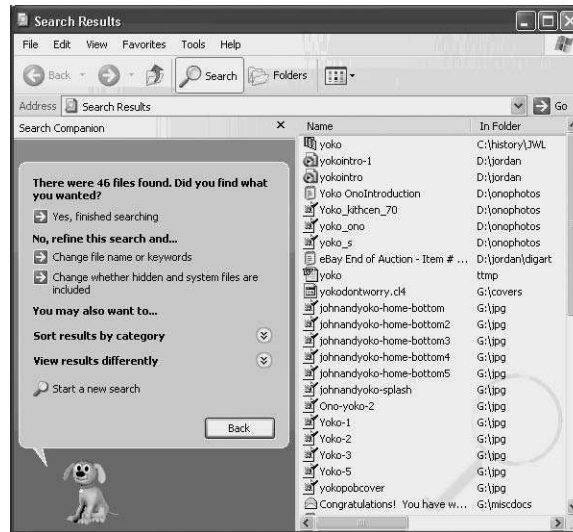 Search Results
File Edit View Favorites Tools Help
Back Search Folders
Address Search Results Go
Search Companion
There were 46 files found. Did you find what
you wanted?
Yes, finished searching
No, refine this search and...
Change file name or keywords
Change whether hidden and system files are
included
You may also want to...
Sort results by category
View results differently
Start a new search
Back
Name In Folder
yoko C:\history\JWL
yokointro-1 D:\jordan
yokointro D:\jordan
Yoko OnoIntroduction D:\onophotos
Yoko_kithcen_70 D:\onophotos
yoko_ono D:\onophotos
yoko_s D:\onophotos
eBay End of Auction - Item # ... D:\jordan\digart
yoko ttmp
yokodontworry.cl4 G:\covers
johnandyoko-home-bottom G:\jpg
johnandyoko-home-bottom2 G:\jpg
johnandyoko-home-bottom3 G:\jpg
johnandyoko-home-bottom4 G:\jpg
johnandyoko-home-bottom5 G:\jpg
johnandyoko-splash G:\jpg
Ono-yoko-2 G:\jpg
Yoko-1 G:\jpg
Yoko-2 G:\jpg
Yoko-3 G:\jpg
Yoko-5 G:\jpg
yokopobcover G:\jpg
Congratulations! You have w... G:\miscdocs